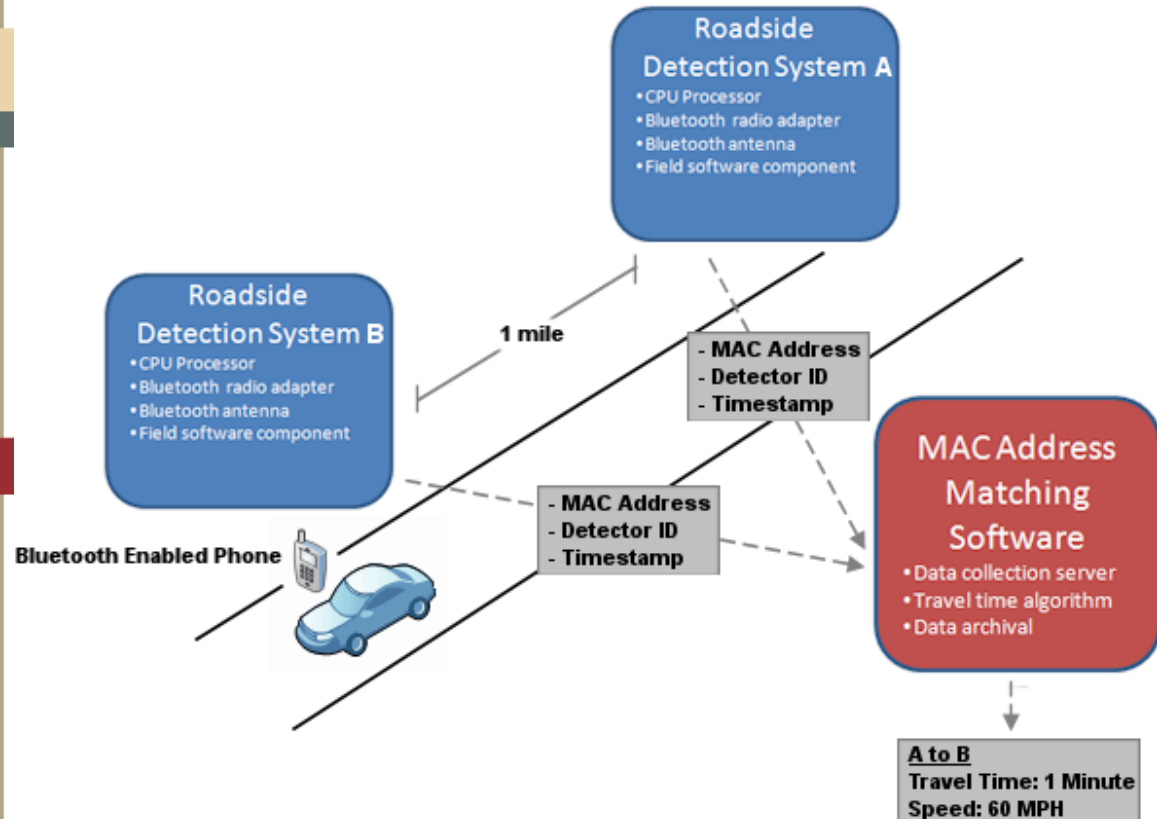 Roadside
Detection System A
•CPU Processor
•Bluetooth radio adapter
•Bluetooth antenna
•Field software component
Roadside
Detection System B
•CPU Processor
•Bluetooth radio adapter
•Bluetooth antenna
•Field software component
1 mile
- MAC Address
- Detector ID
- Timestamp
- MAC Address
- Detector ID
- Timestamp
Bluetooth Enabled Phone
MAC Address
Matching
Software
•Data collection server
•Travel time algorithm
•Data archival
A to B
Travel Time: 1 Minute
Speed: 60 MPH